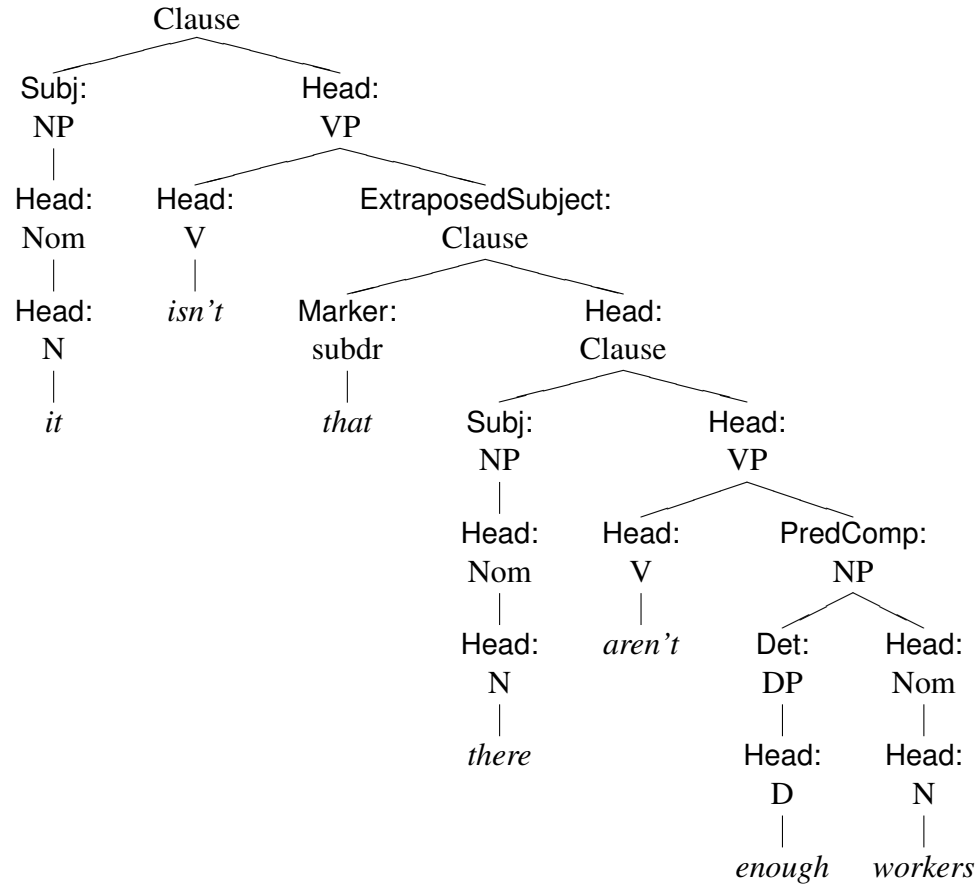 Clause
Subj: Head:
NP VP
Head: Head: ExtraposedSubject:
Nom V Clause
Head: isn't Marker: Head:
N subdr Clause
it that Subj: Head:
NP VP
Head: Head: PredComp:
Nom V NP
Head: aren't Det: Head:
N DP Nom
there Head: Head:
D N
enough workers